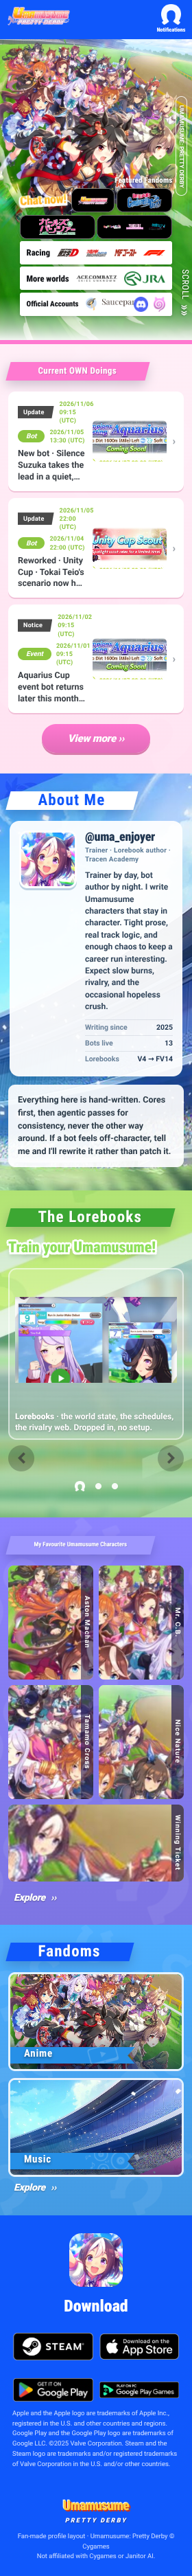 Umamusume
PRETTY DERBY
Notifications
Featured Fandoms
Chat now!
Racing
More worlds
ACE COMBAT
JRA
Official Accounts
SCROLL
Current OWN Doings
Update
2026/11/06
09:15
(UTC)
Bot
2026/11/05
13:30 (UTC)
New bot · Silence
Suzuka takes the
lead in a quiet,...
Aquarius
Coming Soon!
Update
2026/11/05
22:00
(UTC)
Bot
2026/11/04
22:00 (UTC)
Reworked · Unity
Cup · Tokai Teio's
scenario now h...
Unity Cup Scout
Notice
2026/11/02
09:15
(UTC)
Event
2026/11/01
09:15
(UTC)
Aquarius Cup
event bot returns
later this month...
Aquarius
Coming Soon!
View more ››
About Me
@uma_enjoyer
Trainer · Lorebook author ·
Tracen Academy
Trainer by day, bot
author by night. I write
Umamusume
characters that stay in
character. Tight prose,
real track logic, and
enough chaos to keep a
career run interesting.
Expect slow burns,
rivalry, and the
occasional hopeless
crush.
Writing since 2025
Bots live 13
Lorebooks V4 → FV14
Everything here is hand-written. Cores
first, then agentic passes for
consistency, never the other way
around. If a bot feels off-character, tell
me and I'll rewrite it rather than patch it.
The Lorebooks
Train your Umamusume!
Lorebooks - the world state, the schedules,
the rivalry web. Dropped in, no setup.
My Favourite Umamusume Characters
Aston Machan
Mr. C.B.
Tamamo Cross
Nice Nature
Winning Ticket
Explore ››
Fandoms
Anime
Music
Explore ››
Download
STEAM
Download on the
App Store
GET IT ON
Google Play
PLAY ON PC
Google Play Games
Apple and the Apple logo are trademarks of Apple Inc.,
registered in the U.S. and other countries and regions.
Google Play and the Google Play logo are trademarks of
Google LLC. ©2025 Valve Corporation. Steam and the
Steam logo are trademarks and/or registered trademarks
of Valve Corporation in the U.S. and/or other countries.
Umamusume
PRETTY DERBY
Fan-made profile layout · Umamusume: Pretty Derby ©
Cygames
Not affiliated with Cygames or Janitor AI.